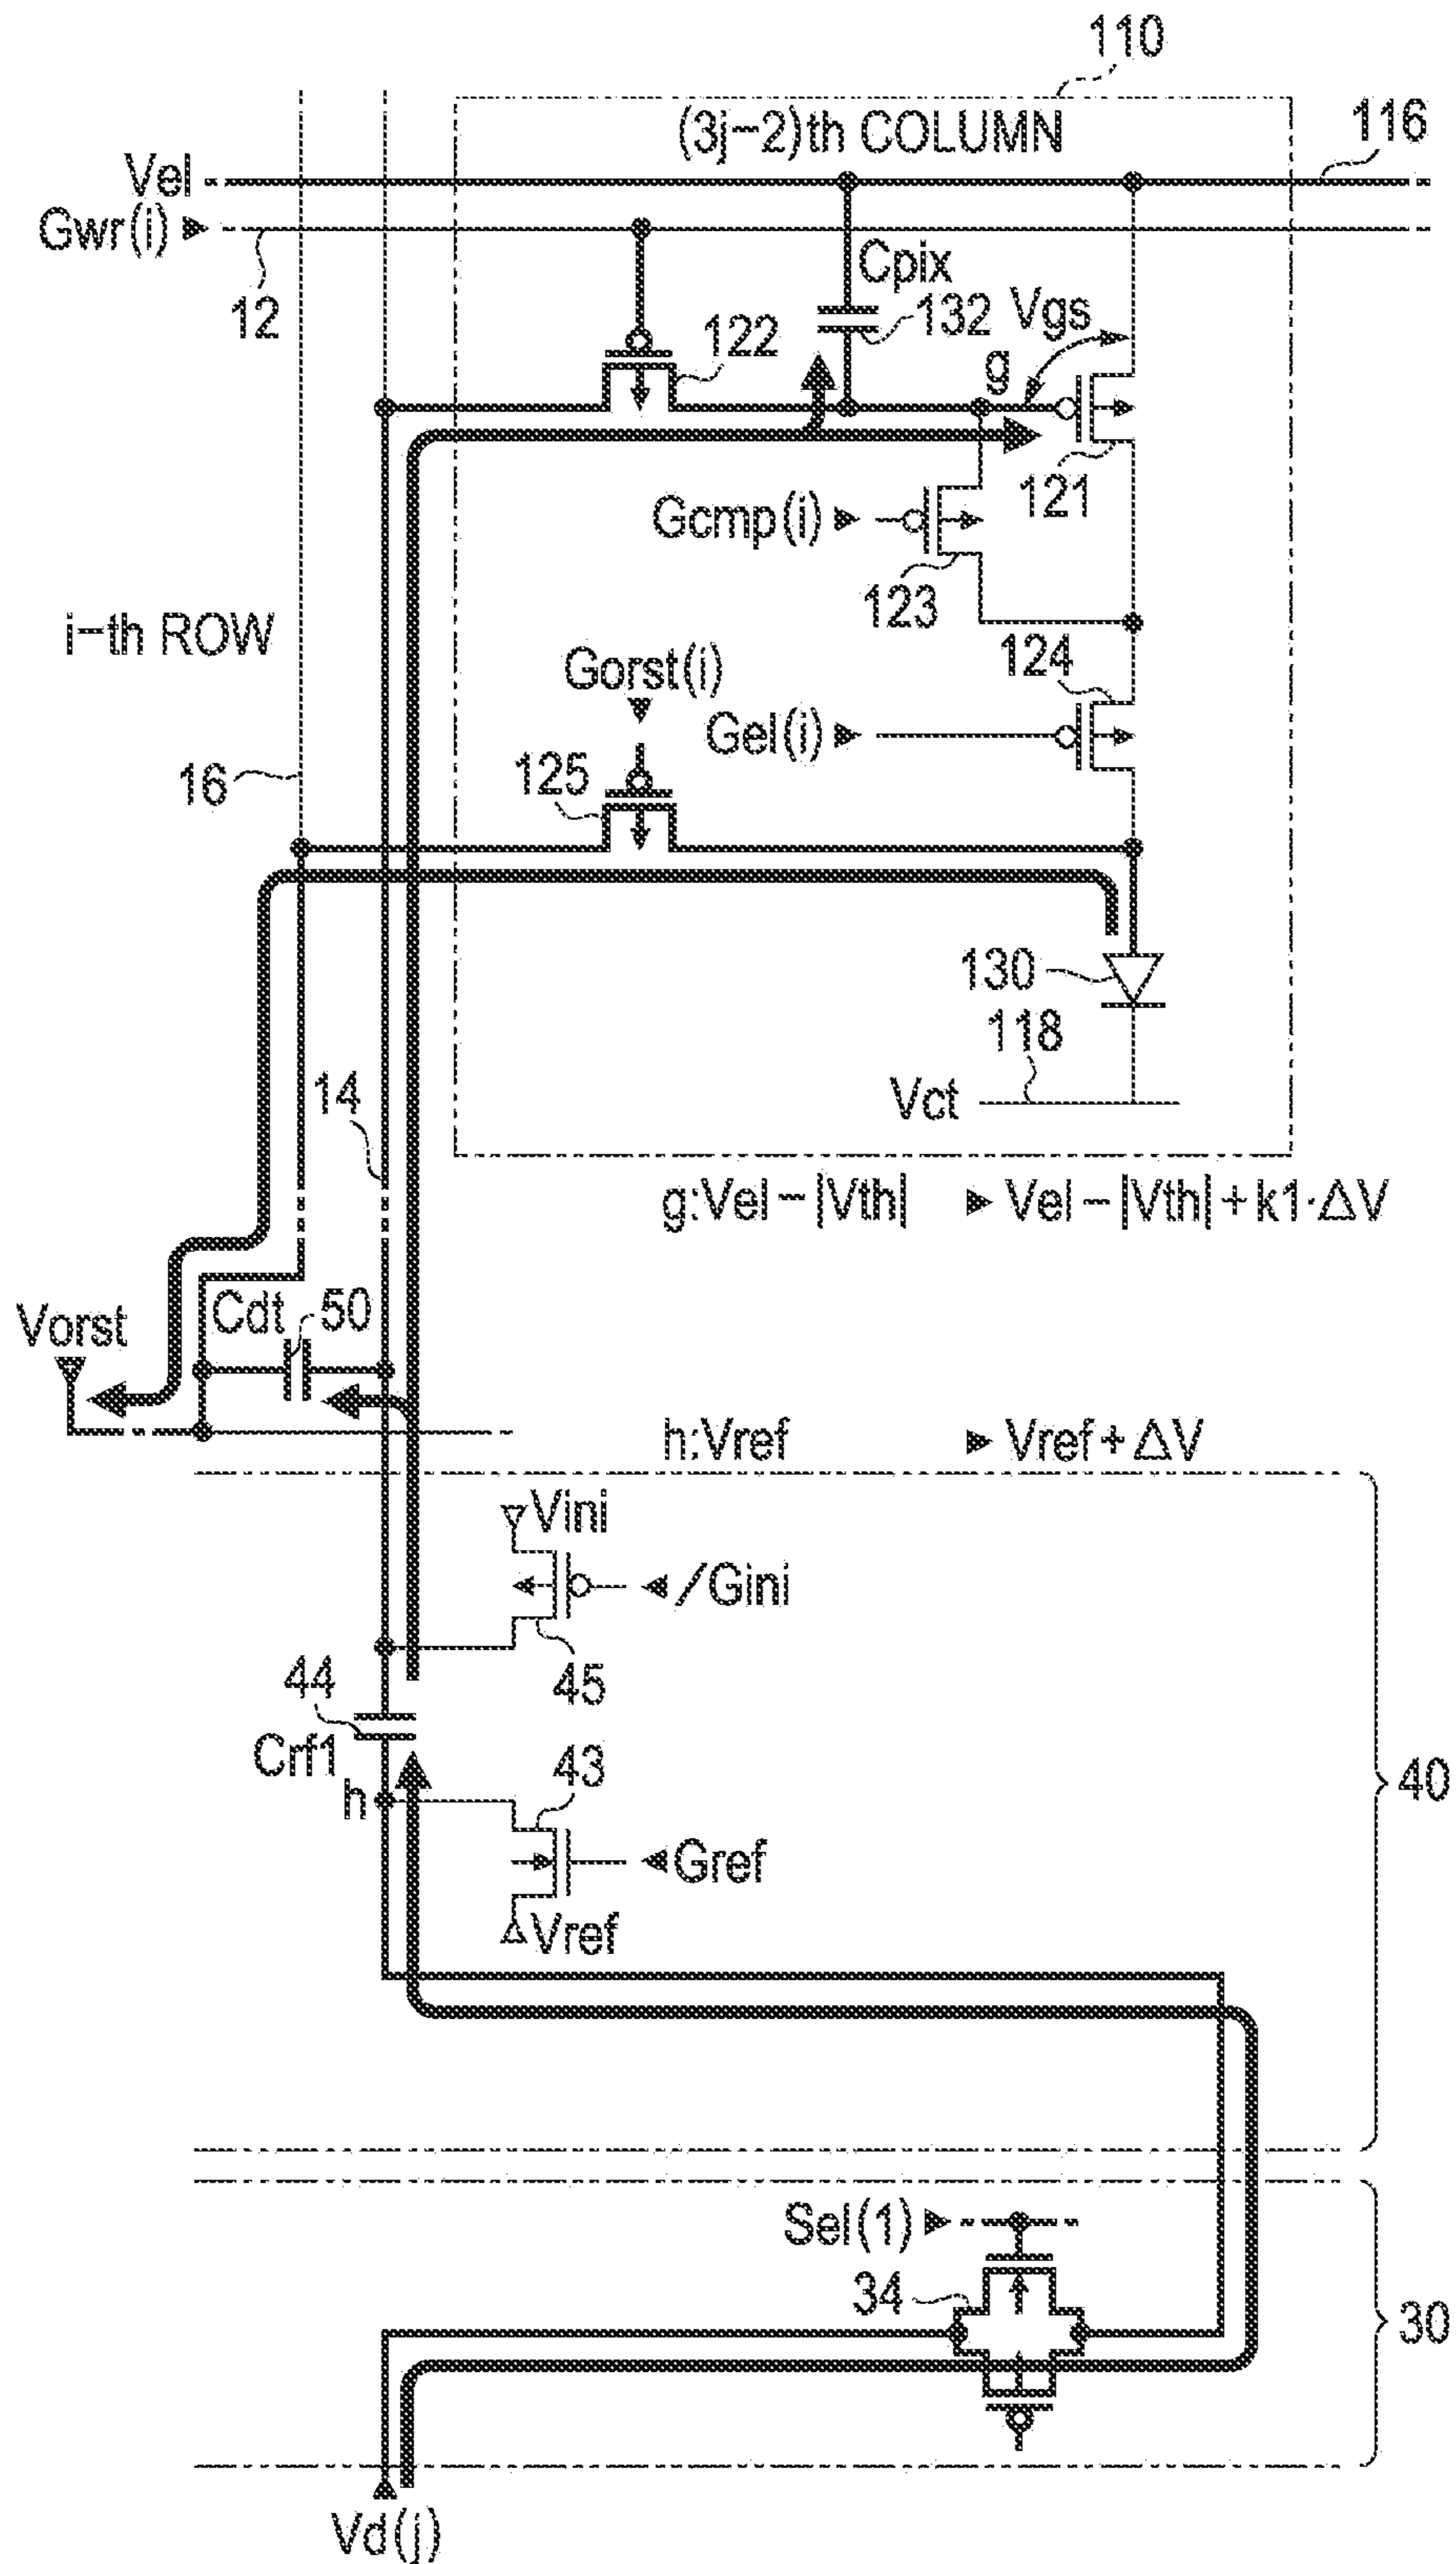 110
(3j-2)th COLUMN
116
Vel
Gwr(i)
12
Cpix
132
Vgs
122
g
121
Gcmp(i)
123
i-th ROW
124
Gorst(i)
Gel(i)
125
16
130
118
Vct
14
g:Vel-|Vth| ► Vel-|Vth|+k1·ΔV
Cdt
50
Vorst
h:Vref ► Vref+ΔV
Vini
/Gini
45
44
Crf1
43
h
40
Gref
Vref
Sel(1)
34
30
Vd(j)